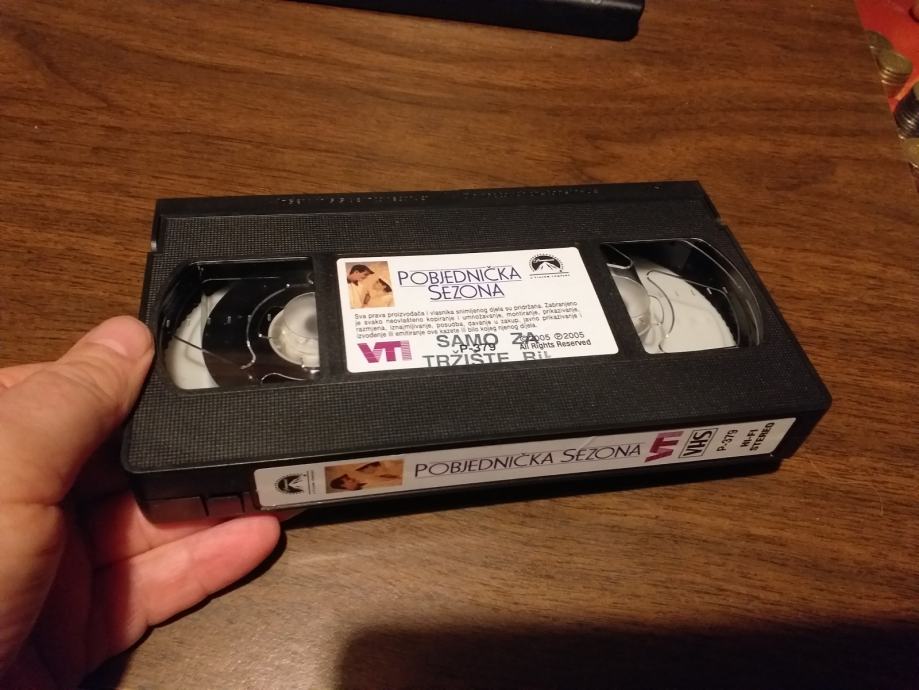 POBJEDNIČKA
SEZONA
Sva prava proizvođača i vlasnika snimljenog djela su pridržana. Zabranjeno
je svako neovlašteno kopiranje i umnožavanje, montiranje, prikazivanje,
razmjena, iznajmljivanje, posudba, davanje u zakup, javno prikazivanje i
izvođenje ili emitiranje ove kazete ili bilo kojeg njenog dijela.
VTI
P-379
©2005 ℗2005
All Rights Reserved
SAMO ZA
TRŽIŠTE BiH
POBJEDNIČKA SEZONA
VTI
VHS
P-379
HI-FI
STEREO